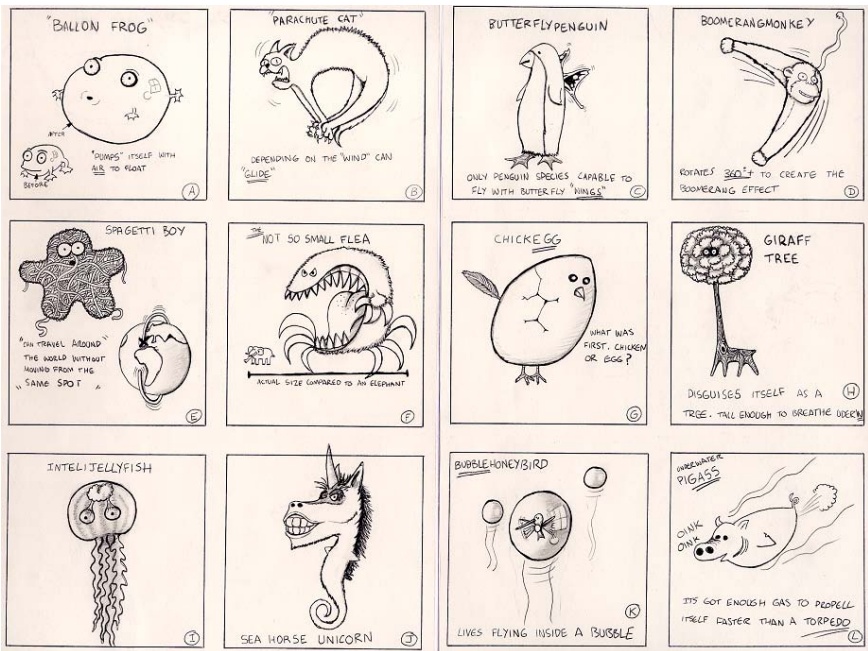 "BALLON FROG"
AFTER
BEFORE
"PUMPS" ITSELF WITH
AIR TO FLOAT
A
"PARACHUTE CAT"
DEPENDING ON THE "WIND" CAN
"GLIDE"
B
BUTTERFLYPENGUIN
ONLY PENGUIN SPECIES CAPABLE TO
FLY WITH BUTTERFLY "WINGS"
C
BOOMERANGMONKEY
ROTATES 360°+ TO CREATE THE
BOOMERANG EFFECT
D
SPAGETTI BOY
"CAN TRAVEL AROUND"
THE WORLD WITHOUT
MOVING FROM THE
"SAME SPOT"
E
THE
NOT SO SMALL FLEA
ACTUAL SIZE COMPARED TO AN ELEPHANT
F
CHICKEGG
WHAT WAS
FIRST, CHICKEN
OR EGG?
G
GIRAFF
TREE
DISGUISES ITSELF AS A
TREE. TALL ENOUGH TO BREATHE UDER'N
H
INTELIJELLYFISH
I
SEA HORSE UNICORN
J
BUBBLEHONEYBIRD
LIVES FLYING INSIDE A BUBBLE
K
UNDERWATER
PIGASS
OINK
OINK
ITS GOT ENOUGH GAS TO PROPELL
ITSELF FASTER THAN A TORPEDO
L